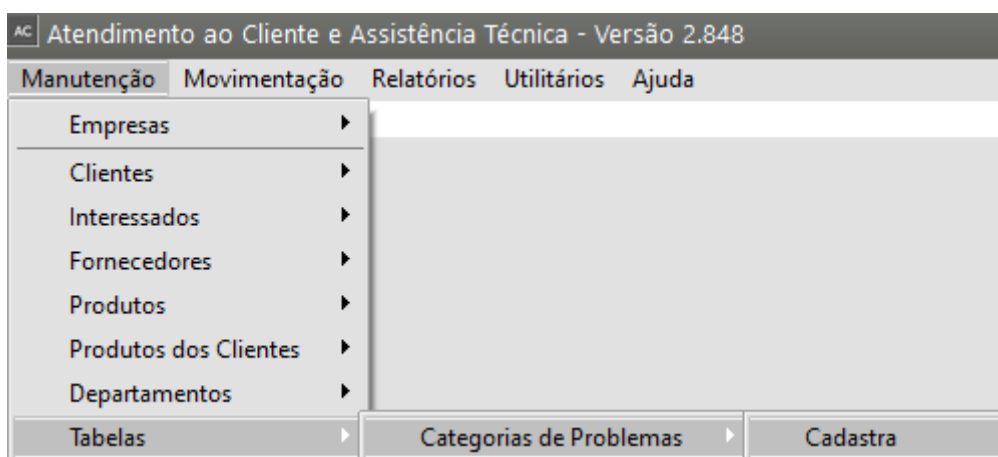 AC Atendimento ao Cliente e Assistência Técnica - Versão 2.848
Manutenção Movimentação Relatórios Utilitários Ajuda
Empresas
Clientes
Interessados
Fornecedores
Produtos
Produtos dos Clientes
Departamentos
Tabelas Categorias de Problemas Cadastra